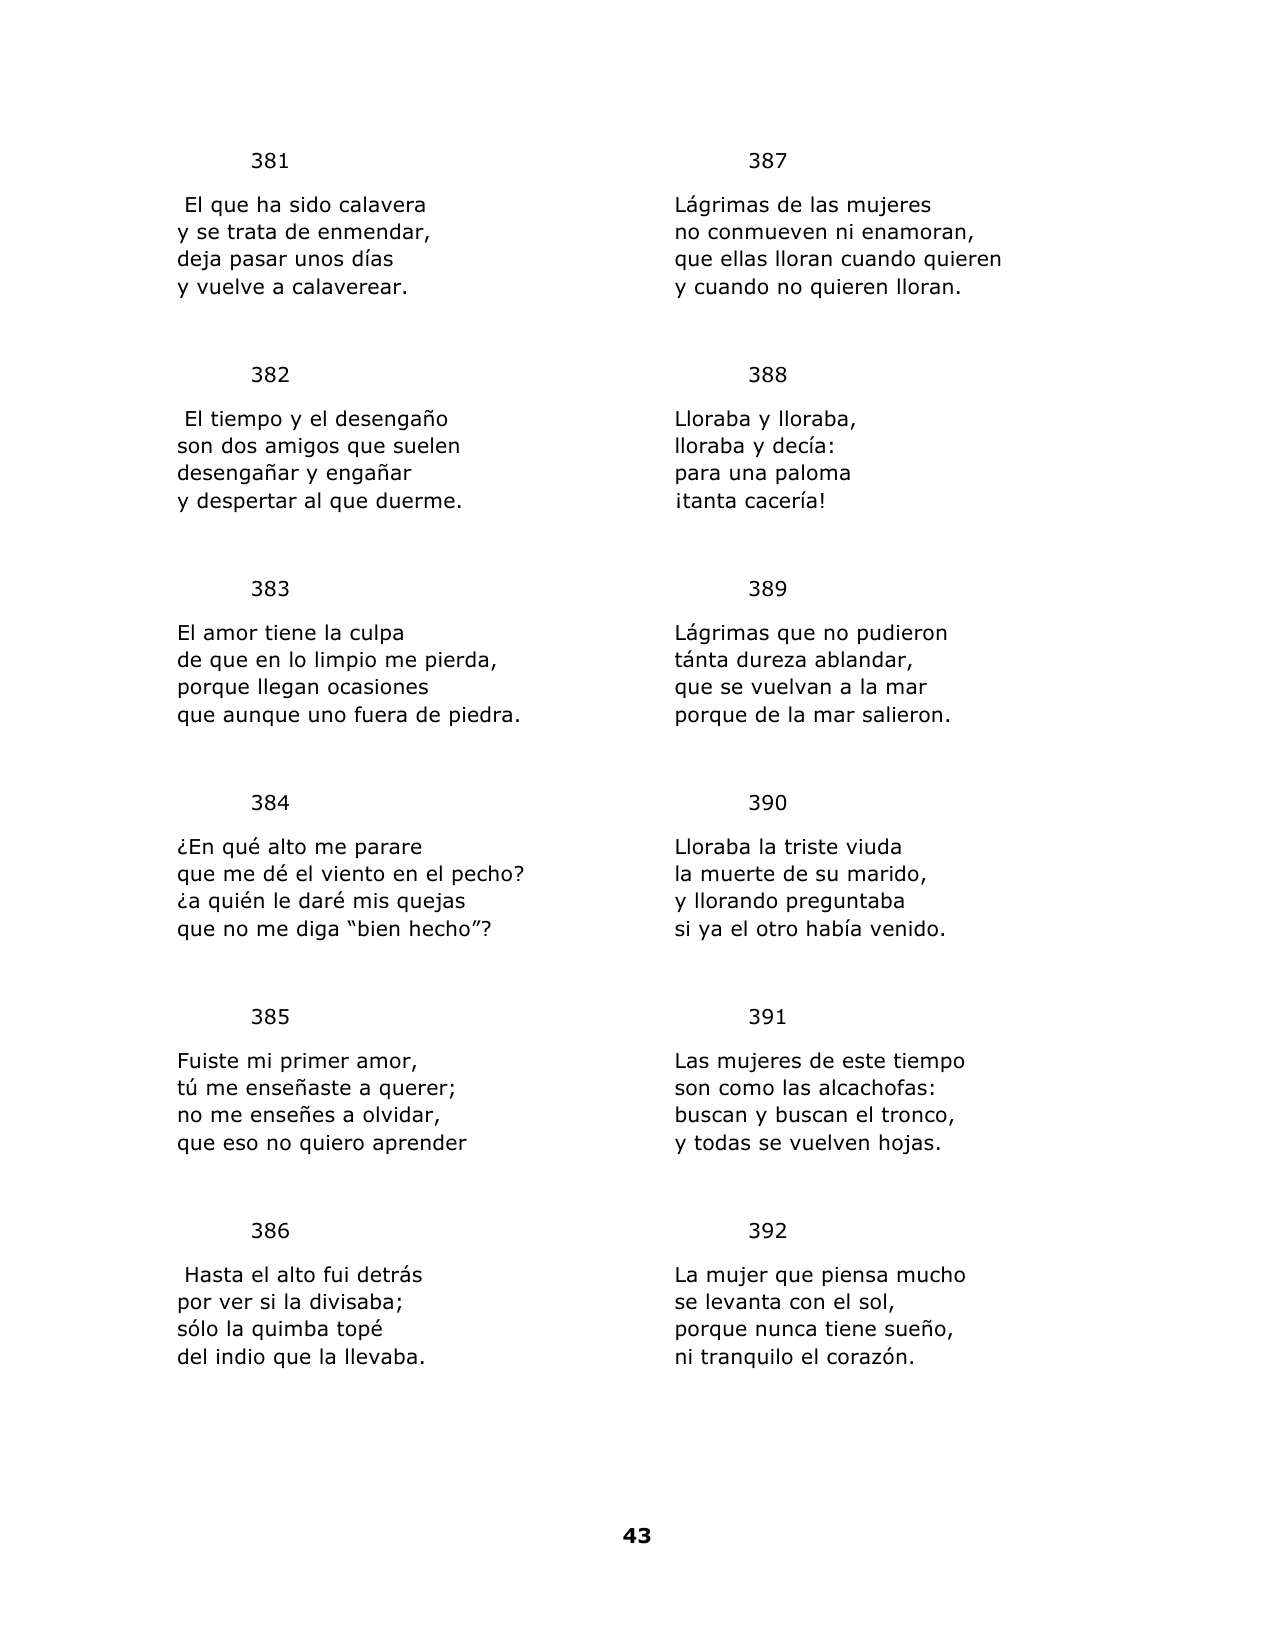 381
El que ha sido calavera
y se trata de enmendar,
deja pasar unos días
y vuelve a calaverear.
382
El tiempo y el desengaño
son dos amigos que suelen
desengañar y engañar
y despertar al que duerme.
383
El amor tiene la culpa
de que en lo limpio me pierda,
porque llegan ocasiones
que aunque uno fuera de piedra.
384
¿En qué alto me parare
que me dé el viento en el pecho?
¿a quién le daré mis quejas
que no me diga “bien hecho”?
385
Fuiste mi primer amor,
tú me enseñaste a querer;
no me enseñes a olvidar,
que eso no quiero aprender
386
Hasta el alto fui detrás
por ver si la divisaba;
sólo la quimba topé
del indio que la llevaba.
387
Lágrimas de las mujeres
no conmueven ni enamoran,
que ellas lloran cuando quieren
y cuando no quieren lloran.
388
Lloraba y lloraba,
lloraba y decía:
para una paloma
¡tanta cacería!
389
Lágrimas que no pudieron
tánta dureza ablandar,
que se vuelvan a la mar
porque de la mar salieron.
390
Lloraba la triste viuda
la muerte de su marido,
y llorando preguntaba
si ya el otro había venido.
391
Las mujeres de este tiempo
son como las alcachofas:
buscan y buscan el tronco,
y todas se vuelven hojas.
392
La mujer que piensa mucho
se levanta con el sol,
porque nunca tiene sueño,
ni tranquilo el corazón.
43